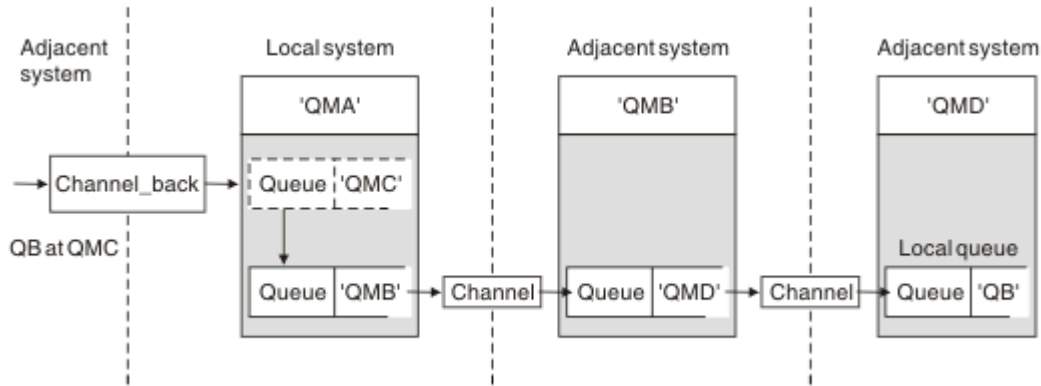 Adjacent system
Local system
Adjacent system
Adjacent system
'QMA'
'QMB'
'QMD'
Channel_back
Queue 'QMC'
QB at QMC
Local queue
Queue 'QMB'
Channel
Queue 'QMD'
Channel
Queue 'QB'